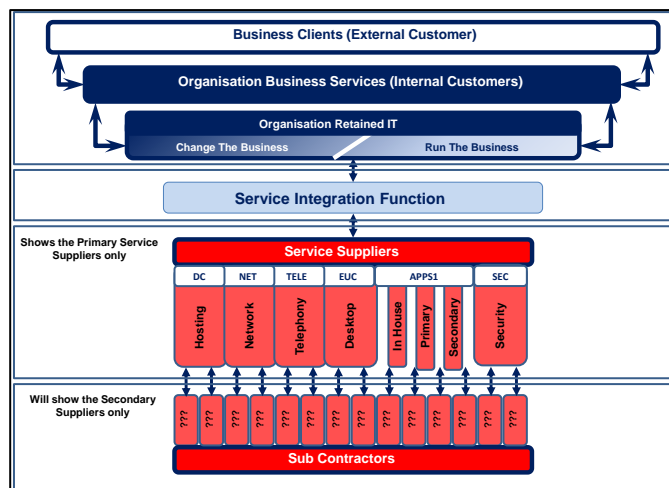 Business Clients (External Customer)
Organisation Business Services (Internal Customers)
Organisation Retained IT
Change The Business
Run The Business
Service Integration Function
Shows the Primary Service
Suppliers only
Service Suppliers
DC
NET
TELE
EUC
APPS1
SEC
Hosting
Network
Telephony
Desktop
In House
Primary
Secondary
Security
Will show the Secondary
Suppliers only
???
???
???
???
???
???
???
???
???
???
???
???
???
???
Sub Contractors